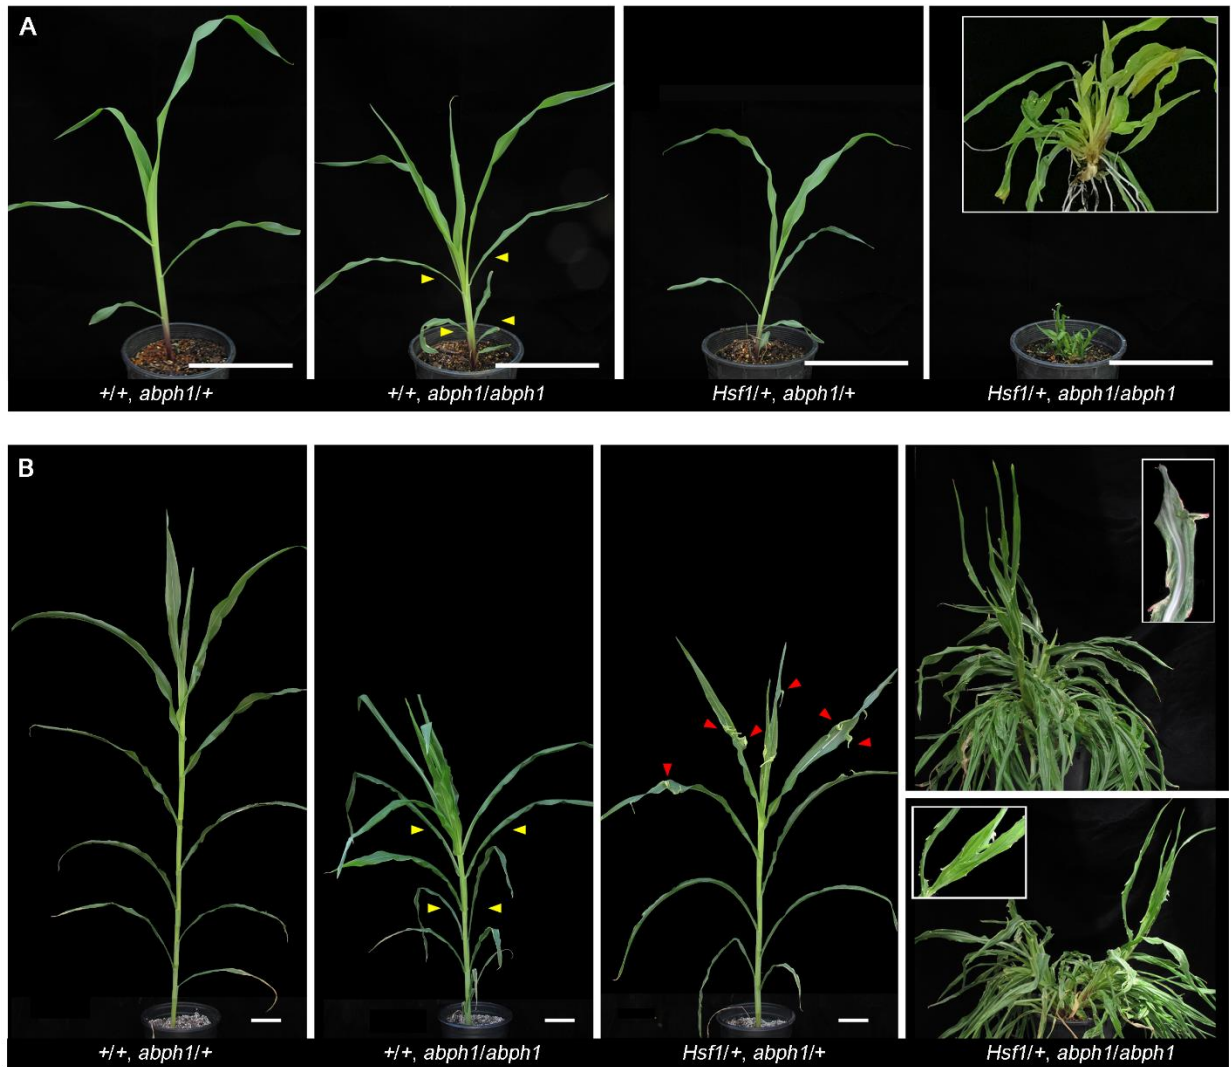 A
+/+, abph1/+
+/+, abph1/abph1
Hsf1/+, abph1/+
Hsf1/+, abph1/abph1
B
+/+, abph1/+
+/+, abph1/abph1
Hsf1/+, abph1/+
Hsf1/+, abph1/abph1